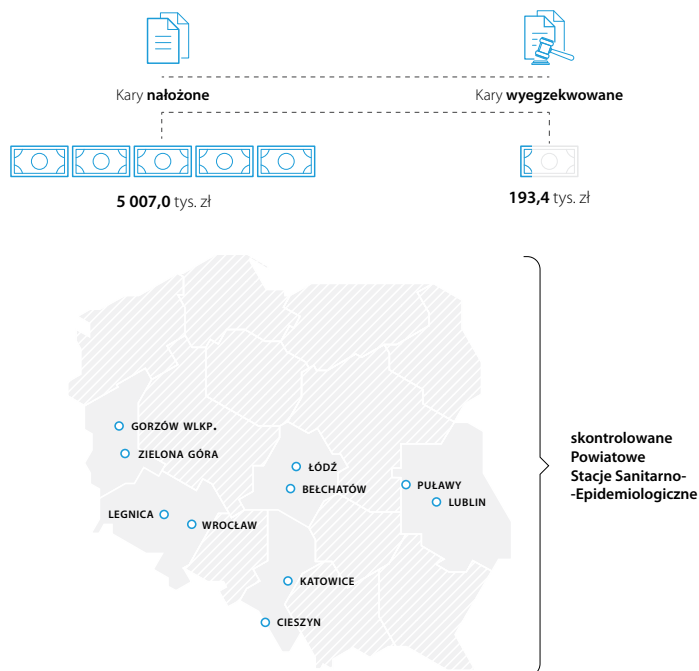 Kary nałożone
Kary wyegzekwowane
5 007,0 tys. zł
193,4 tys. zł
GORZÓW WLKP.
ZIELONA GÓRA
ŁÓDŹ
BEŁCHATÓW
PUŁAWY
LUBLIN
LEGNICA
WROCŁAW
KATOWICE
CIESZYN
skontrolowane
Powiatowe
Stacje Sanitarno-
-Epidemiologiczne